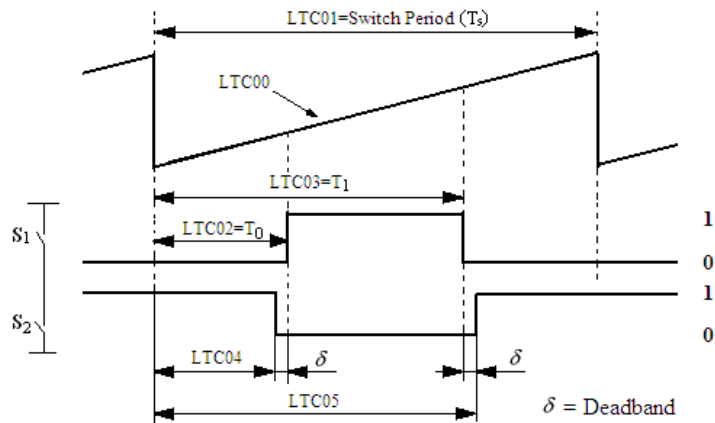 LTC01=Switch Period (Ts)
LTC00
LTC03=T1
LTC02=T0
S1
1
0
1
S2
0
LTC04
δ
δ
LTC05
δ = Deadband